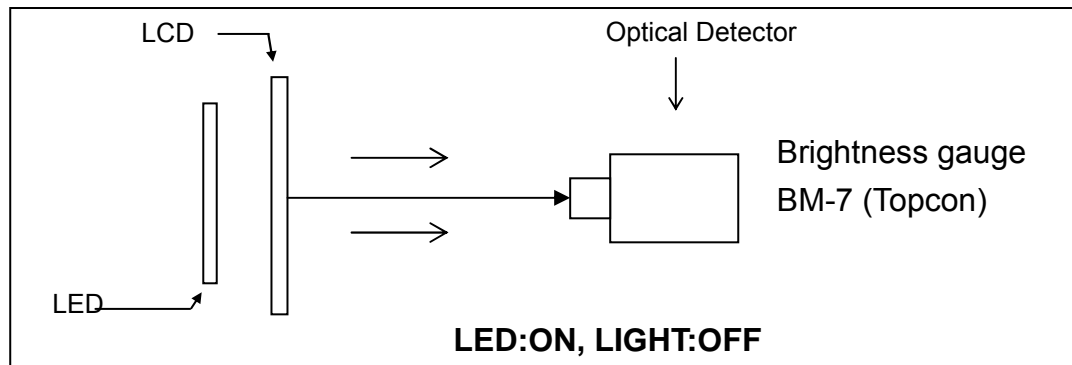 LCD
Optical Detector
Brightness gauge
BM-7 (Topcon)
LED
LED:ON, LIGHT:OFF